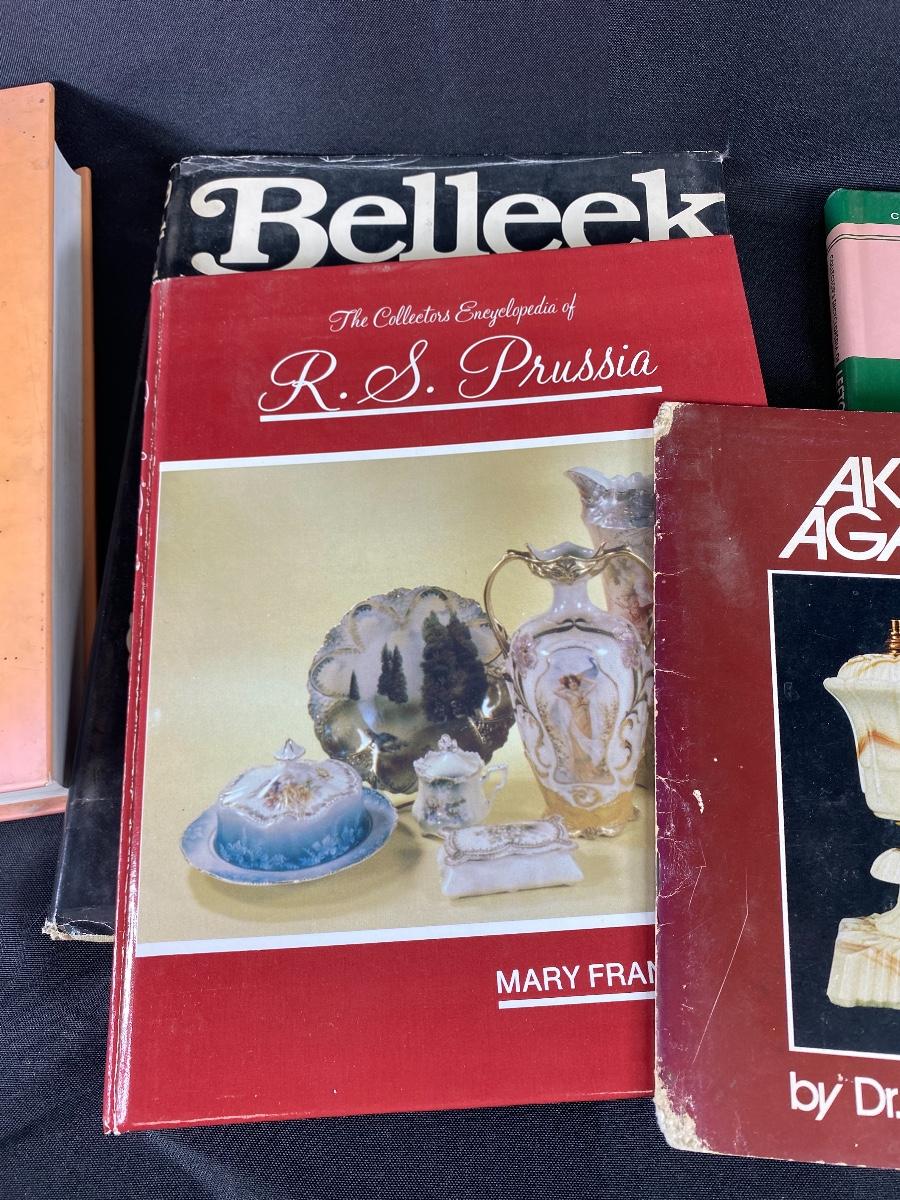 Belleek
The Collectors Encyclopedia of
R. S. Prussia
MARY FRAN
AK
AGA
by Dr.